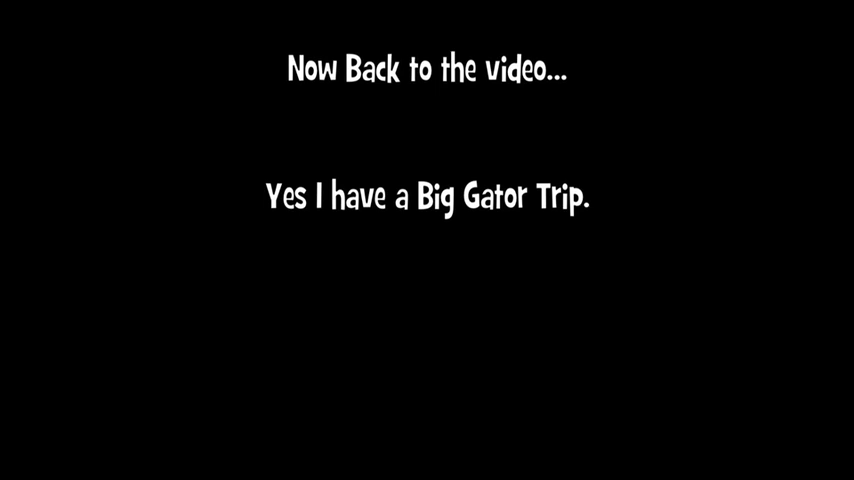 Now Back to the video...
Yes I have a Big Gator Trip.